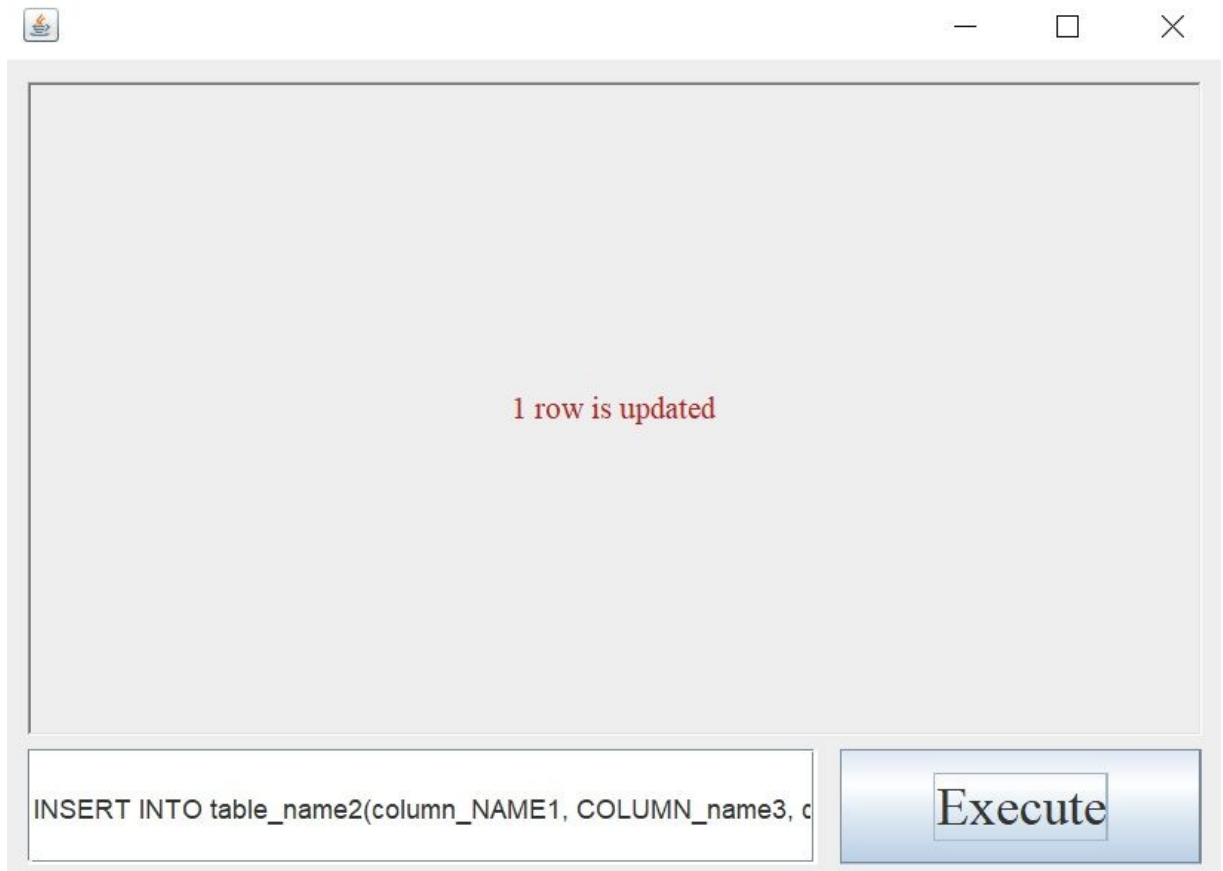 1 row is updated
INSERT INTO table_name2(column_NAME1, COLUMN_name3,
Execute